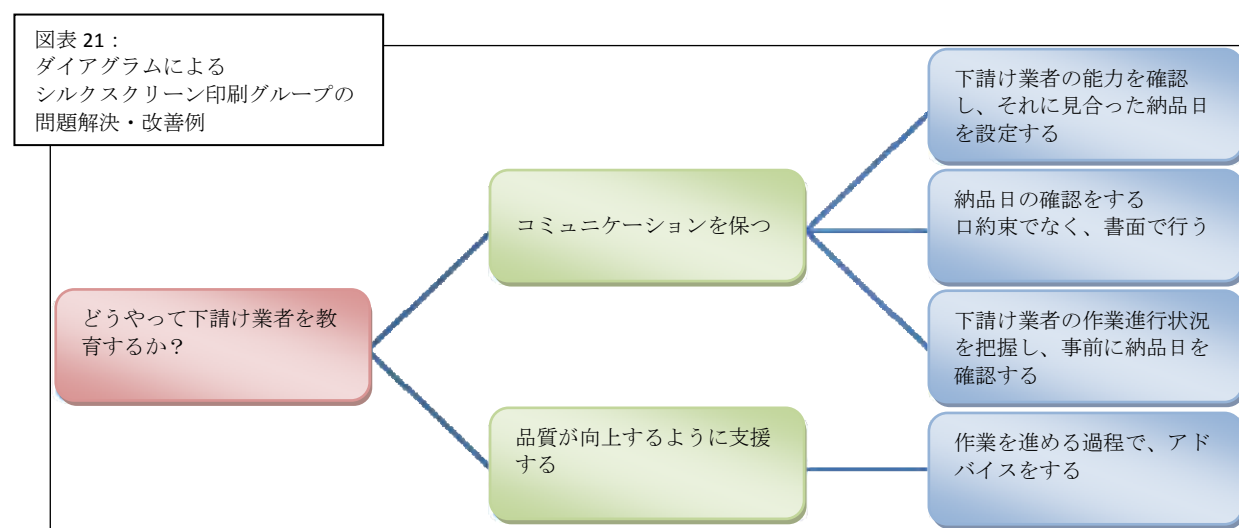 図表 21：
ダイアグラムによる
シルクスクリーン印刷グループの
問題解決・改善例
どうやって下請け業者を教
育するか？
コミュニケーションを保つ
下請け業者の能力を確認
し、それに見合った納品日
を設定する
納品日の確認をする
口約束でなく、書面で行う
下請け業者の作業進行状況
を把握し、事前に納品日を
確認する
品質が向上するように支援
する
作業を進める過程で、アド
バイスをする